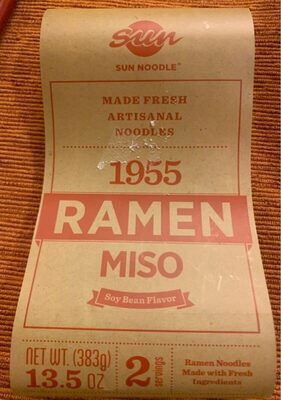 sun
SUN NOODLE™
MADE FRESH
ARTISANAL
NOODLES
1955
RAMEN
MISO
Soy Bean Flavor
NET WT. (383g)
13.5 OZ
2 servings
Ramen Noodles
Made with Fresh
Ingredients